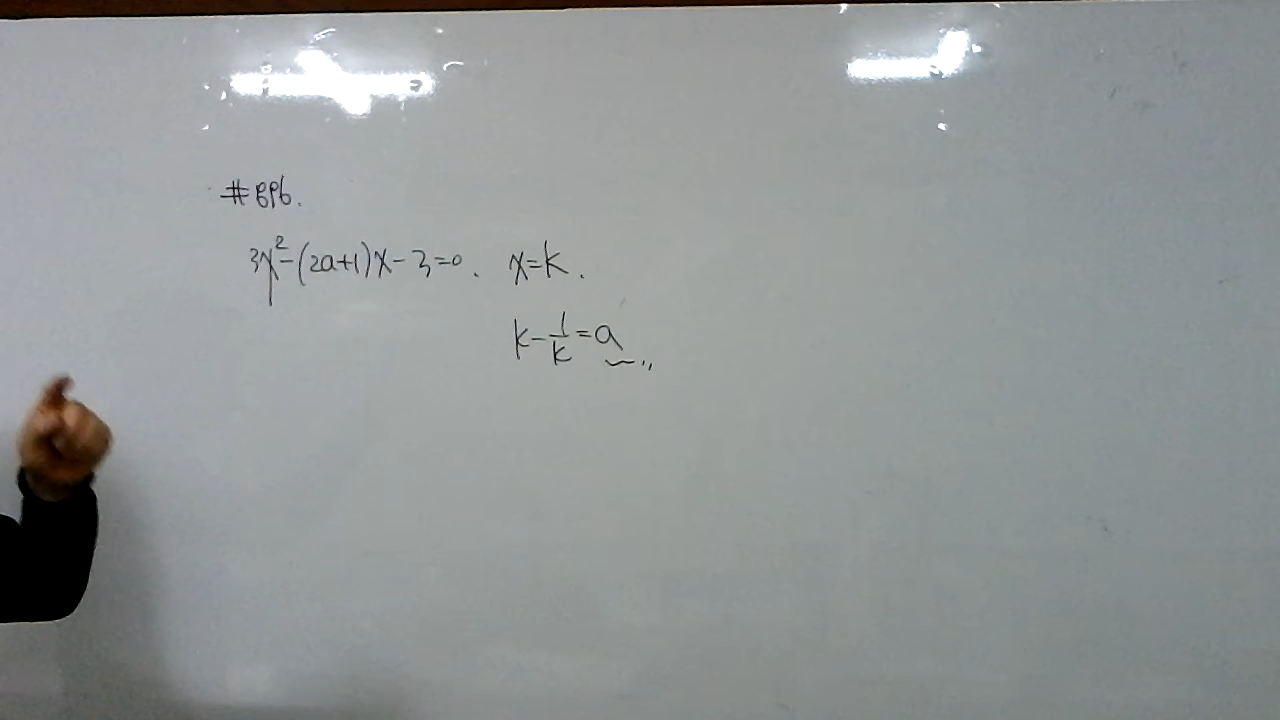 #896.
3x²-(2a+1)x-3=0. x=k.
k-1/k=a